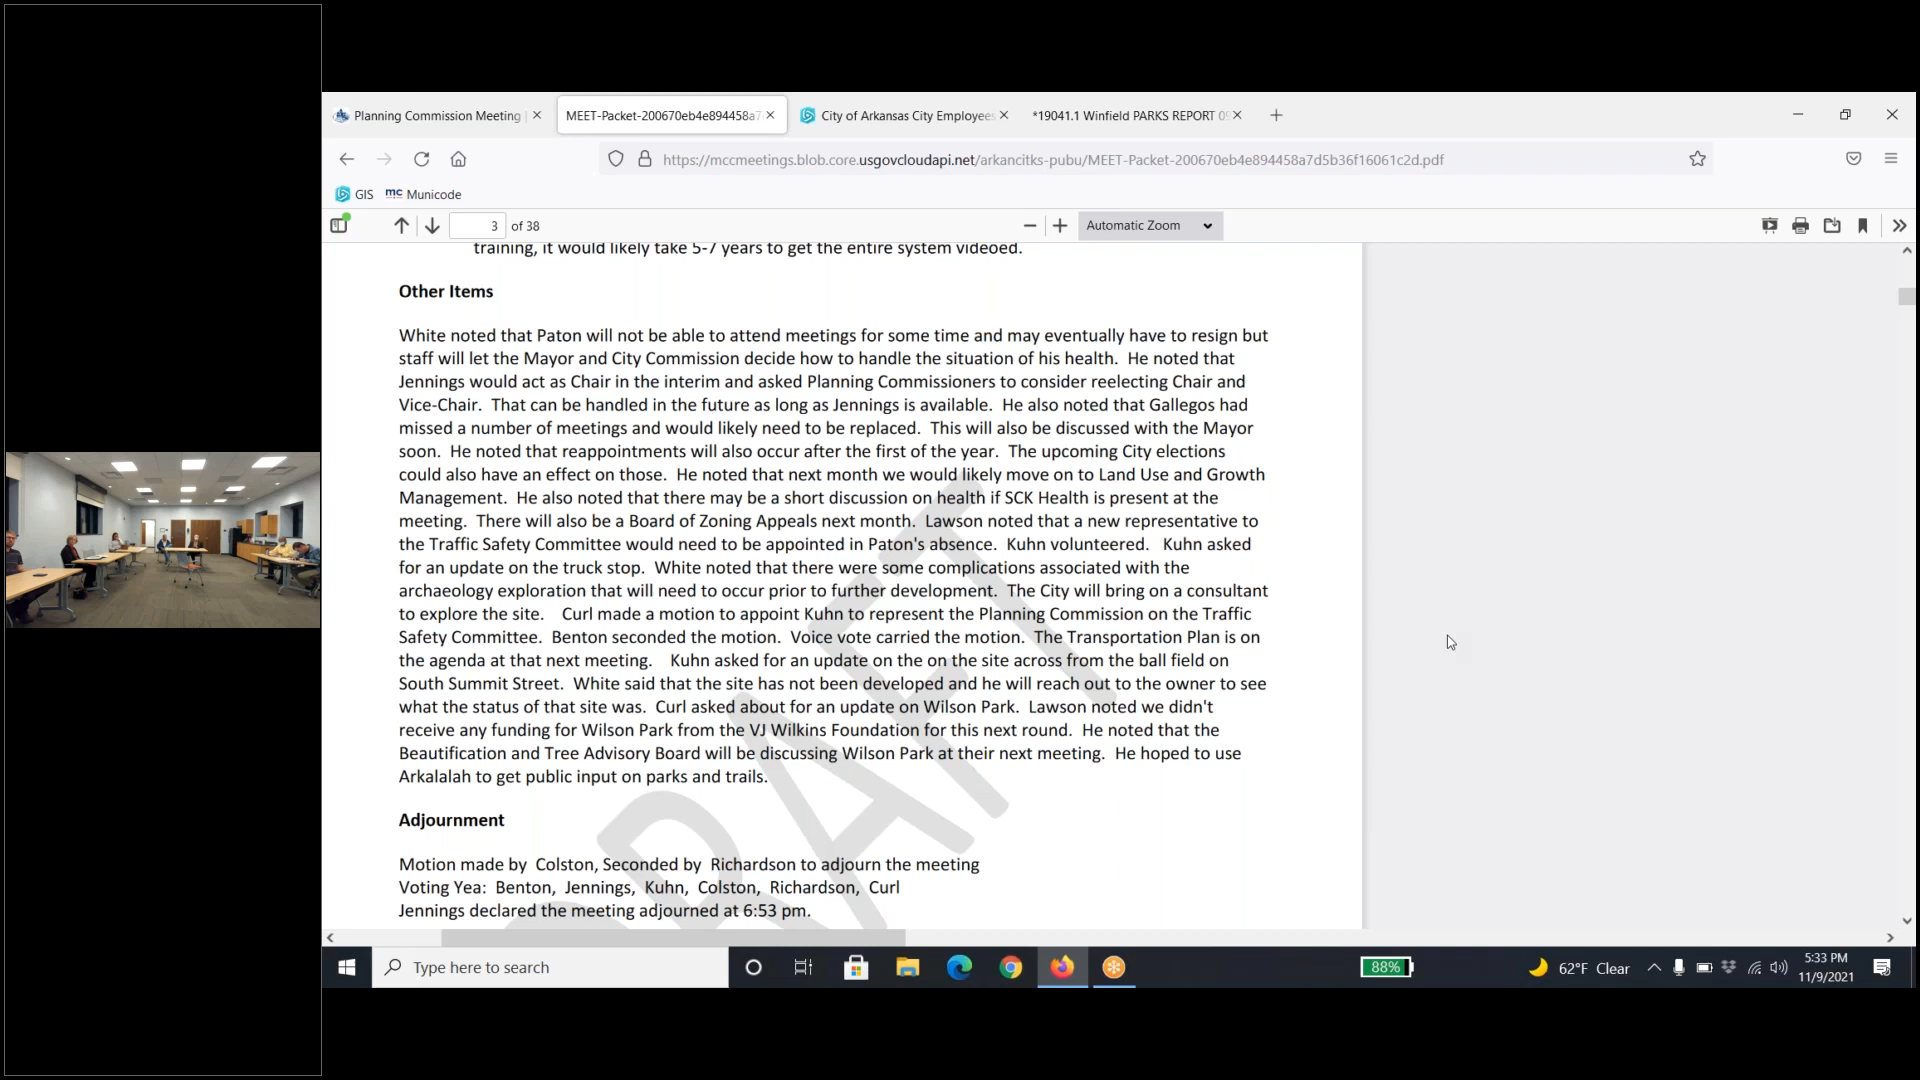 Planning Commission Meeting
MEET-Packet-200670eb4e894458a7
City of Arkansas City Employees
*19041.1 Winfield PARKS REPORT 09
https://mccmeetings.blob.core.usgovcloudapi.net/arkancitks-pubu/MEET-Packet-200670eb4e894458a7d5b36f16061c2d.pdf
GIS
mc Municode
3 of 38
Automatic Zoom
training, it would likely take 5-7 years to get the entire system videoed.
Other Items
White noted that Paton will not be able to attend meetings for some time and may eventually have to resign but
staff will let the Mayor and City Commission decide how to handle the situation of his health. He noted that
Jennings would act as Chair in the interim and asked Planning Commissioners to consider reelecting Chair and
Vice-Chair. That can be handled in the future as long as Jennings is available. He also noted that Gallegos had
missed a number of meetings and would likely need to be replaced. This will also be discussed with the Mayor
soon. He noted that reappointments will also occur after the first of the year. The upcoming City elections
could also have an effect on those. He noted that next month we would likely move on to Land Use and Growth
Management. He also noted that there may be a short discussion on health if SCK Health is present at the
meeting. There will also be a Board of Zoning Appeals next month. Lawson noted that a new representative to
the Traffic Safety Committee would need to be appointed in Paton's absence. Kuhn volunteered. Kuhn asked
for an update on the truck stop. White noted that there were some complications associated with the
archaeology exploration that will need to occur prior to further development. The City will bring on a consultant
to explore the site. Curl made a motion to appoint Kuhn to represent the Planning Commission on the Traffic
Safety Committee. Benton seconded the motion. Voice vote carried the motion. The Transportation Plan is on
the agenda at that next meeting. Kuhn asked for an update on the on the site across from the ball field on
South Summit Street. White said that the site has not been developed and he will reach out to the owner to see
what the status of that site was. Curl asked about for an update on Wilson Park. Lawson noted we didn't
receive any funding for Wilson Park from the VJ Wilkins Foundation for this next round. He noted that the
Beautification and Tree Advisory Board will be discussing Wilson Park at their next meeting. He hoped to use
Arkalalah to get public input on parks and trails.
Adjournment
Motion made by Colston, Seconded by Richardson to adjourn the meeting
Voting Yea: Benton, Jennings, Kuhn, Colston, Richardson, Curl
Jennings declared the meeting adjourned at 6:53 pm.
DRAFT
Type here to search
88%
62°F Clear
5:33 PM
11/9/2021